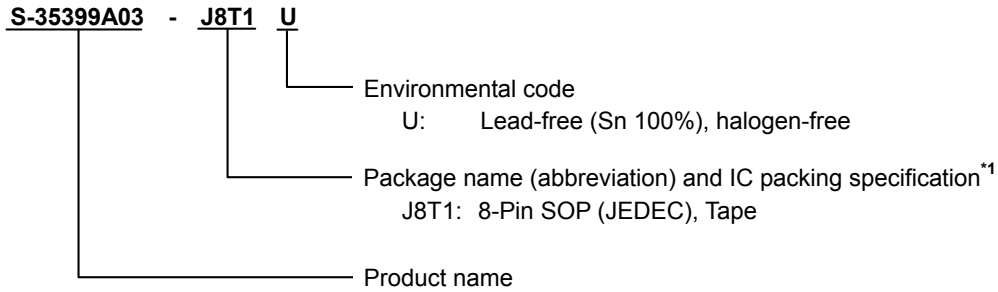 S-35399A03 - J8T1 U
Environmental code
U: Lead-free (Sn 100%), halogen-free
Package name (abbreviation) and IC packing specification*1
J8T1: 8-Pin SOP (JEDEC), Tape
Product name